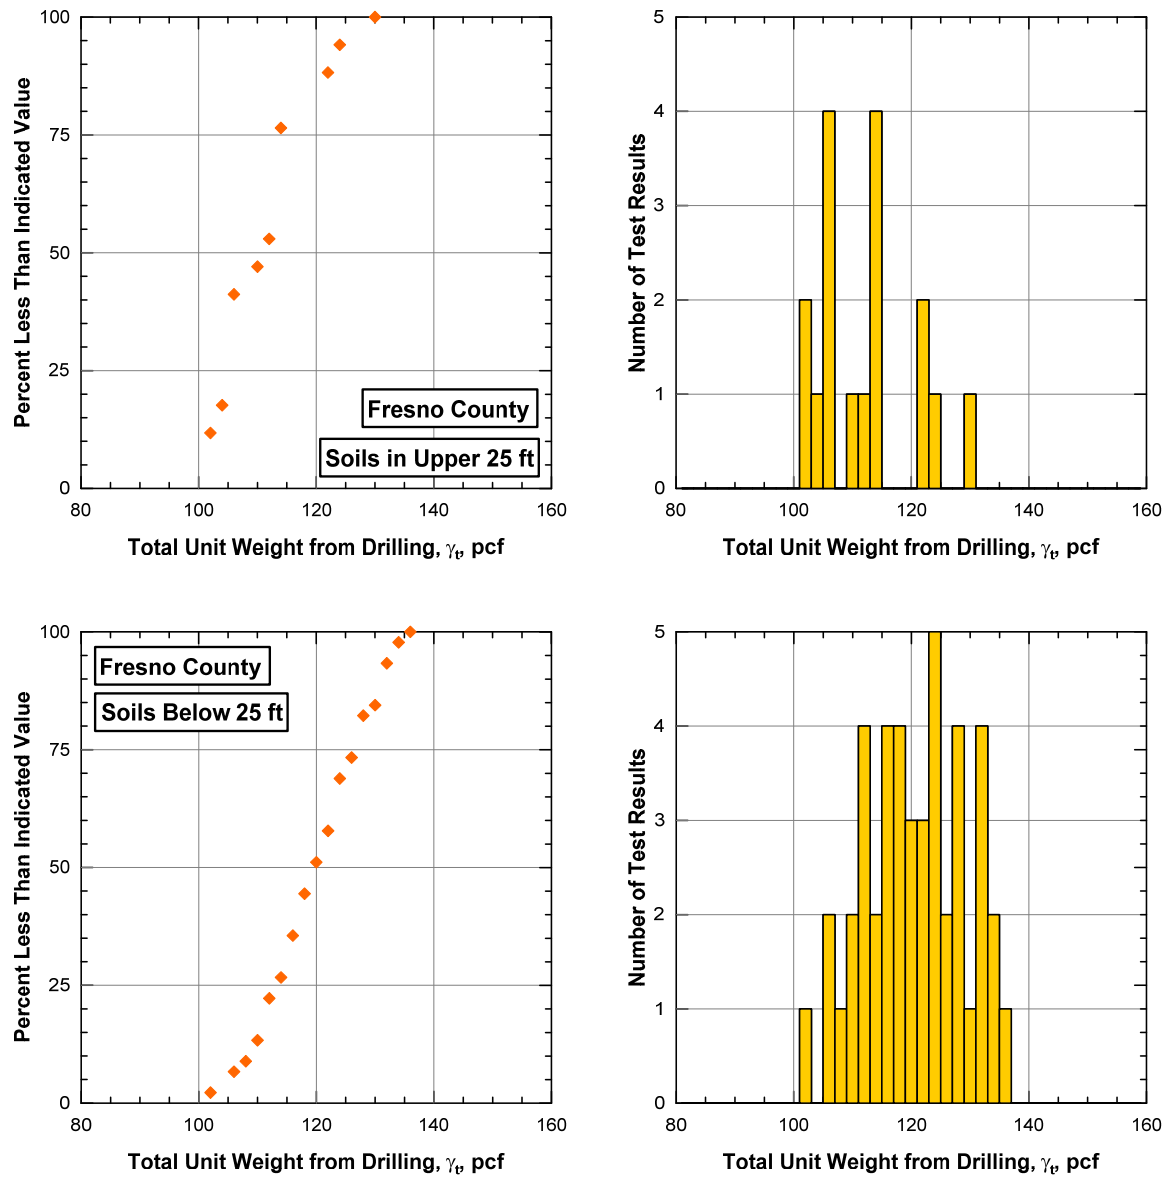 Percent Less Than Indicated Value
100
75
50
25
0
80 100 120 140 160
Fresno County
Soils in Upper 25 ft
Total Unit Weight from Drilling, γt, pcf
Number of Test Results
5
4
3
2
1
0
80 100 120 140 160
Total Unit Weight from Drilling, γt, pcf
Percent Less Than Indicated Value
100
75
50
25
0
80 100 120 140 160
Fresno County
Soils Below 25 ft
Total Unit Weight from Drilling, γt, pcf
Number of Test Results
5
4
3
2
1
0
80 100 120 140 160
Total Unit Weight from Drilling, γt, pcf